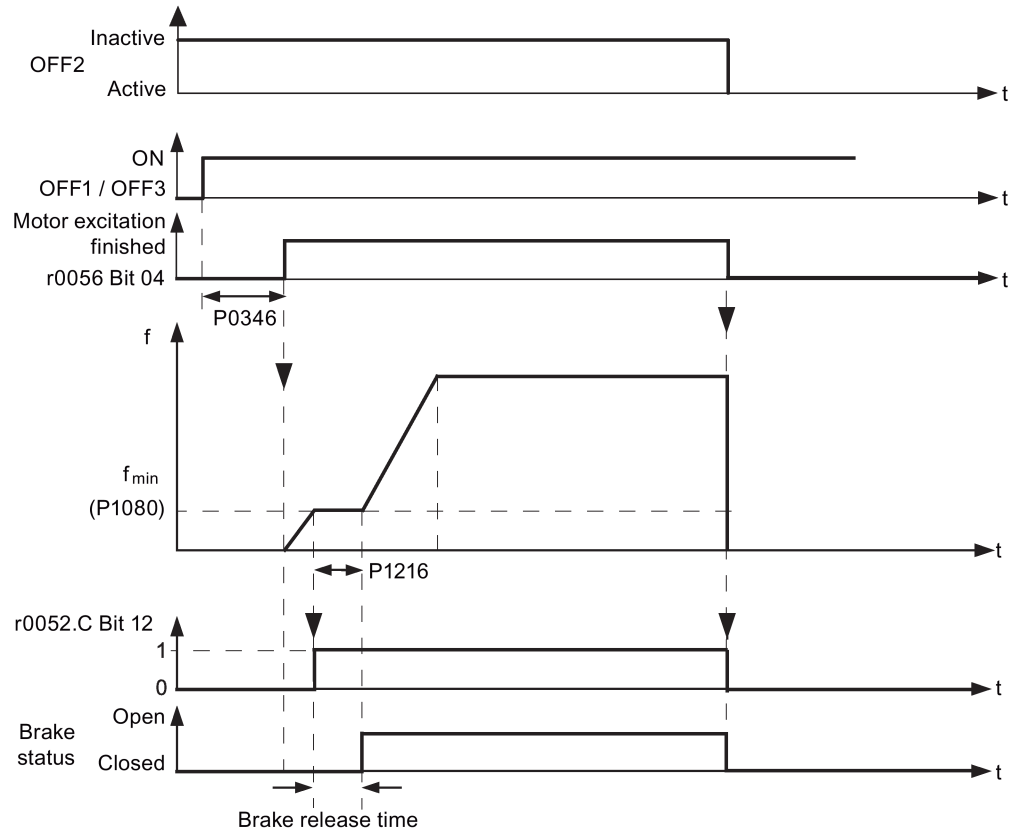 Inactive
OFF2
Active
t
ON
OFF1 / OFF3
t
Motor excitation
finished
r0056 Bit 04
t
P0346
f
fmin
(P1080)
t
P1216
r0052.C Bit 12
1
0
t
Open
Brake
status
Closed
t
Brake release time